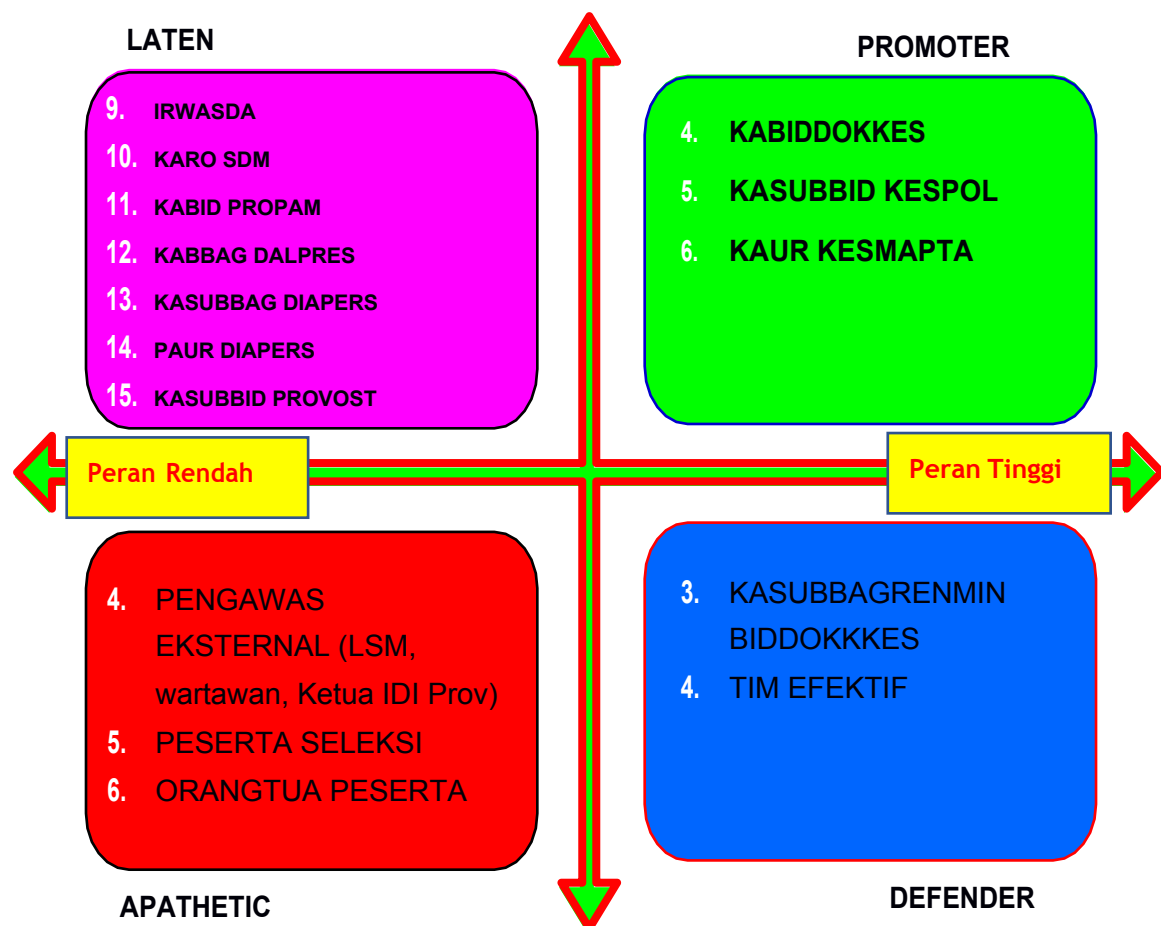 LATEN
9. IRWASDA
10. KARO SDM
11. KABID PROPAM
12. KABBAG DALPRES
13. KASUBBAG DIAPERS
14. PAUR DIAPERS
15. KASUBBID PROVOST
PROMOTER
4. KABIDDOKKES
5. KASUBBID KESPOL
6. KAUR KESMAPTA
Peran Rendah
Peran Tinggi
4. PENGAWAS
EKSTERNAL (LSM,
wartawan, Ketua IDI Prov)
5. PESERTA SELEKSI
6. ORANGTUA PESERTA
APATHETIC
3. KASUBBAGRENMIN
BIDDOKKKES
4. TIM EFEKTIF
DEFENDER